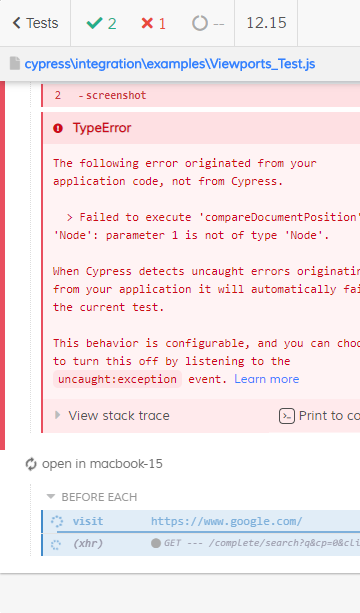 Tests 2 1 -- 12.15
cypress\integration\examples\Viewports_Test.js
2 -screenshot
TypeError
The following error originated from your
application code, not from Cypress.
> Failed to execute 'compareDocumentPosition'
'Node': parameter 1 is not of type 'Node'.
When Cypress detects uncaught errors originatin
from your application it will automatically fai
the current test.
This behavior is configurable, and you can choo
to turn this off by listening to the
uncaught:exception event. Learn more
View stack trace Print to co
open in macbook-15
BEFORE EACH
visit https://www.google.com/
(xhr) GET --- /complete/search?q&cp=0&cli